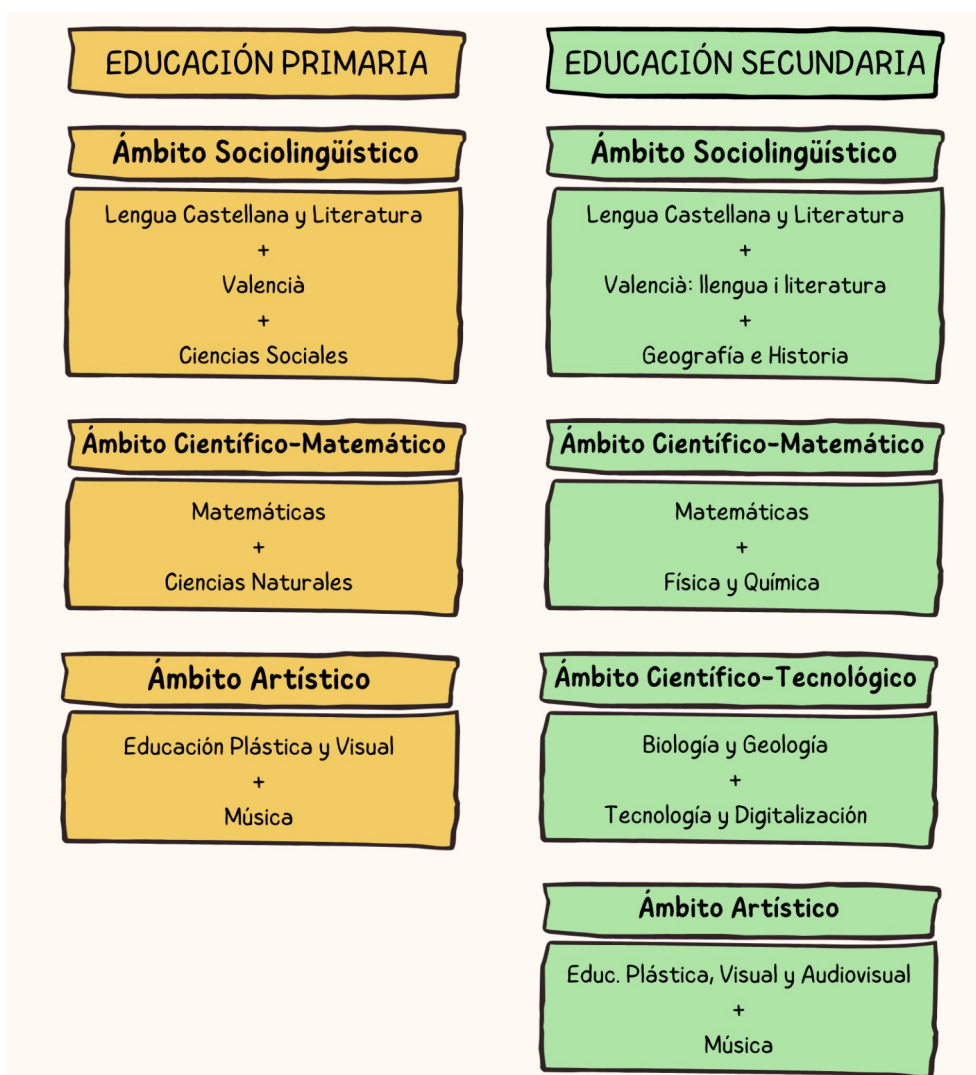 EDUCACIÓN PRIMARIA
Ámbito Sociolingüístico
Lengua Castellana y Literatura
+
Valencià
+
Ciencias Sociales
Ámbito Científico-Matemático
Matemáticas
+
Ciencias Naturales
Ámbito Artístico
Educación Plástica y Visual
+
Música
EDUCACIÓN SECUNDARIA
Ámbito Sociolingüístico
Lengua Castellana y Literatura
+
Valencià: llengua i literatura
+
Geografía e Historia
Ámbito Científico-Matemático
Matemáticas
+
Física y Química
Ámbito Científico-Tecnológico
Biología y Geología
+
Tecnología y Digitalización
Ámbito Artístico
Educ. Plástica, Visual y Audiovisual
+
Música